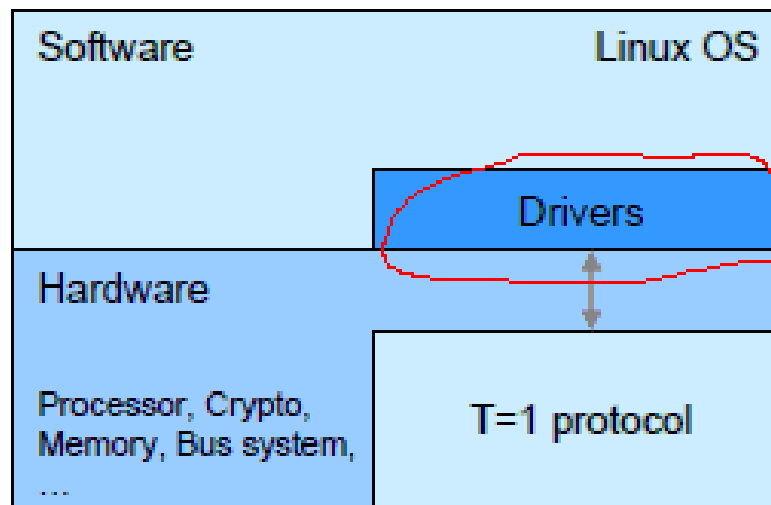 Software
Linux OS
Drivers
Hardware
Processor, Crypto,
Memory, Bus system,
...
T=1 protocol